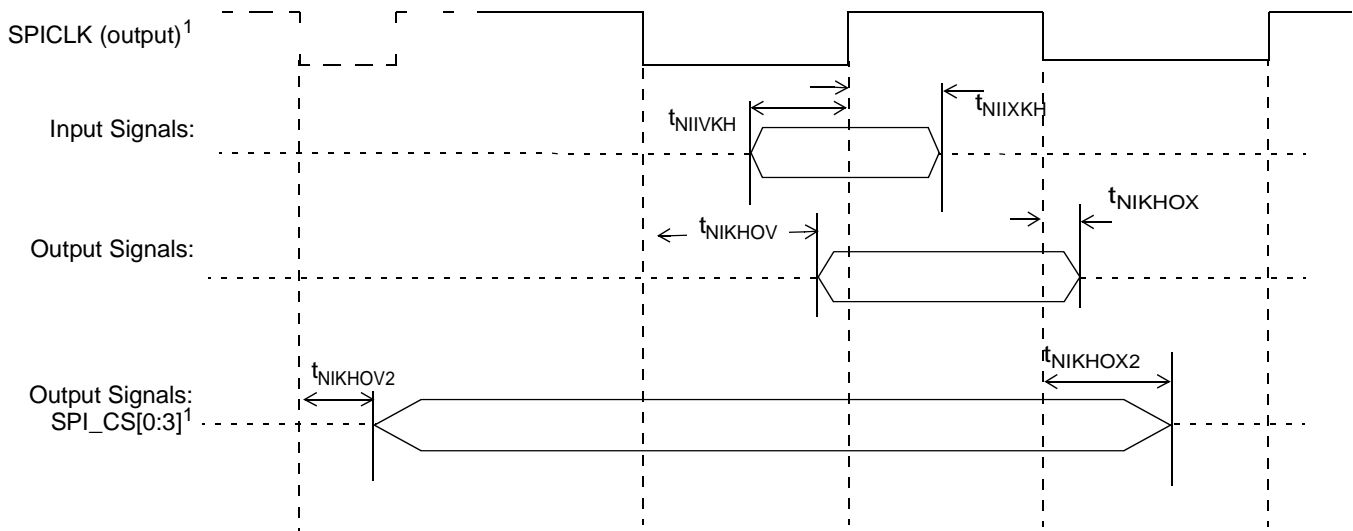 SPICLK (output)1
Input Signals:
tNIIVKH
tNIIXKH
Output Signals:
tNIKHOV
tNIKHOX
Output Signals:
SPI_CS[0:3]1
tNIKHOV2
tNIKHOX2